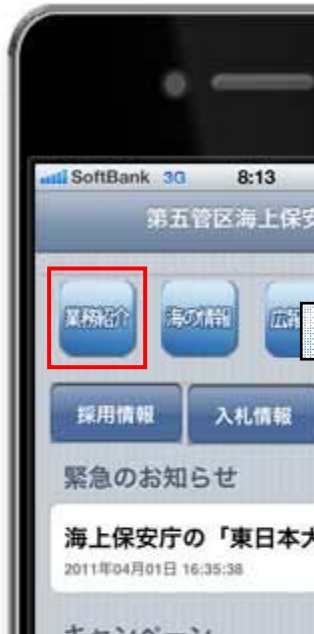 SoftBank 3G 8:13
第五管区海上保安
業務紹介 海の情報 広報
採用情報 入札情報
緊急のお知らせ
海上保安庁の「東日本大
2011年04月01日 16:35:38
キャンペーン